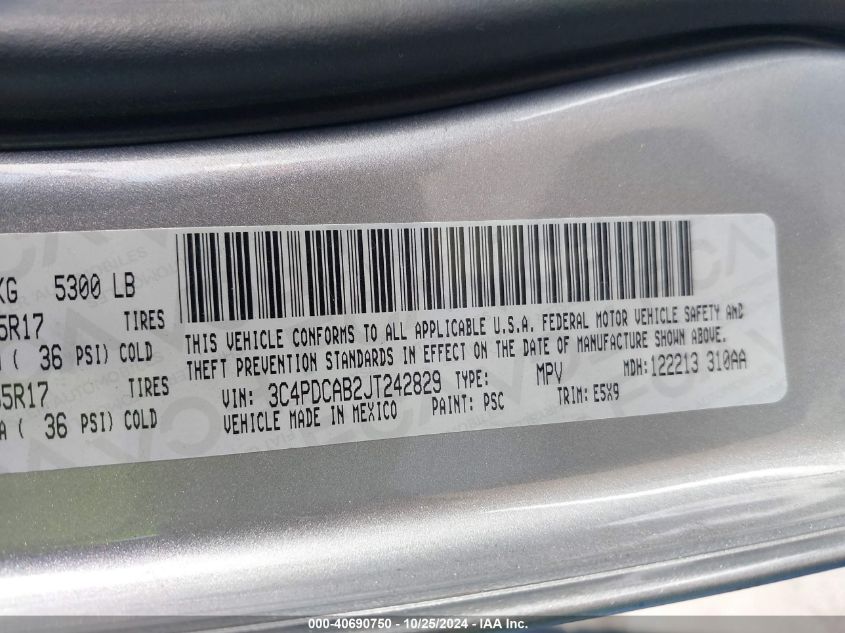 KG 5300 LB
5R17 TIRES
( 36 PSI) COLD
5R17 TIRES
A ( 36 PSI) COLD
THIS VEHICLE CONFORMS TO ALL APPLICABLE U.S.A. FEDERAL MOTOR VEHICLE SAFETY AND
THEFT PREVENTION STANDARDS IN EFFECT ON THE DATE OF MANUFACTURE SHOWN ABOVE.
MDH: 122213 310AA
VIN: 3C4PDCAB2JT242829 TYPE: MPV
VEHICLE MADE IN MEXICO PAINT: PSC TRIM: E5X9
000-40690750 - 10/25/2024 - IAA Inc.